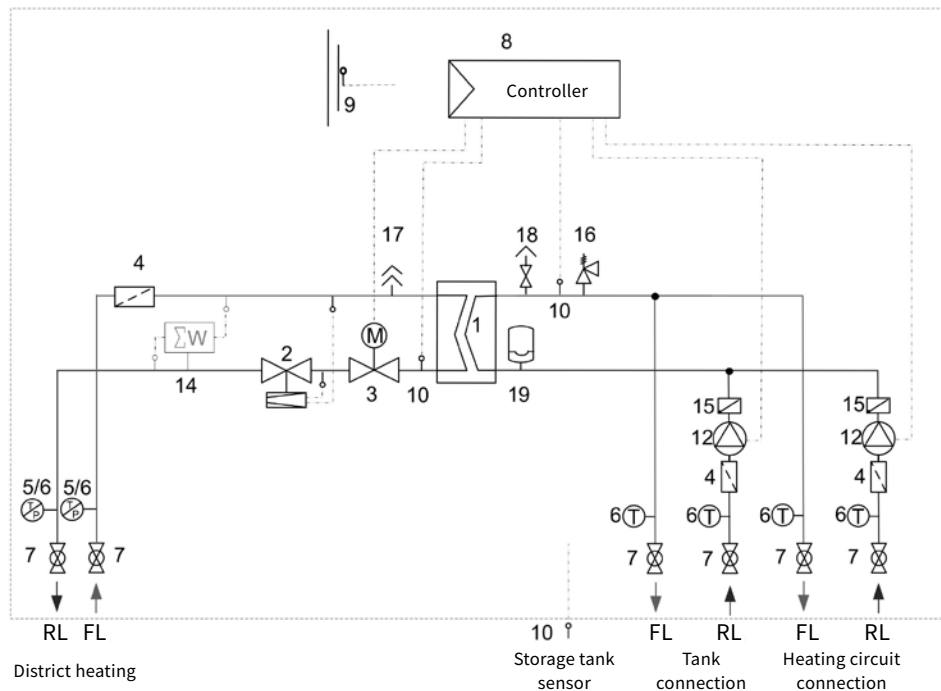 8
Controller
9
17
18
16
4
10
1
ΣW
M
2
14
3
10
19
15
15
12
12
4
4
5/6
5/6
T
P
T
P
6
T
6
T
6
T
6
T
7
7
7
7
7
7
RL
FL
10
FL
RL
FL
RL
District heating
Storage tank
sensor
Tank
connection
Heating circuit
connection